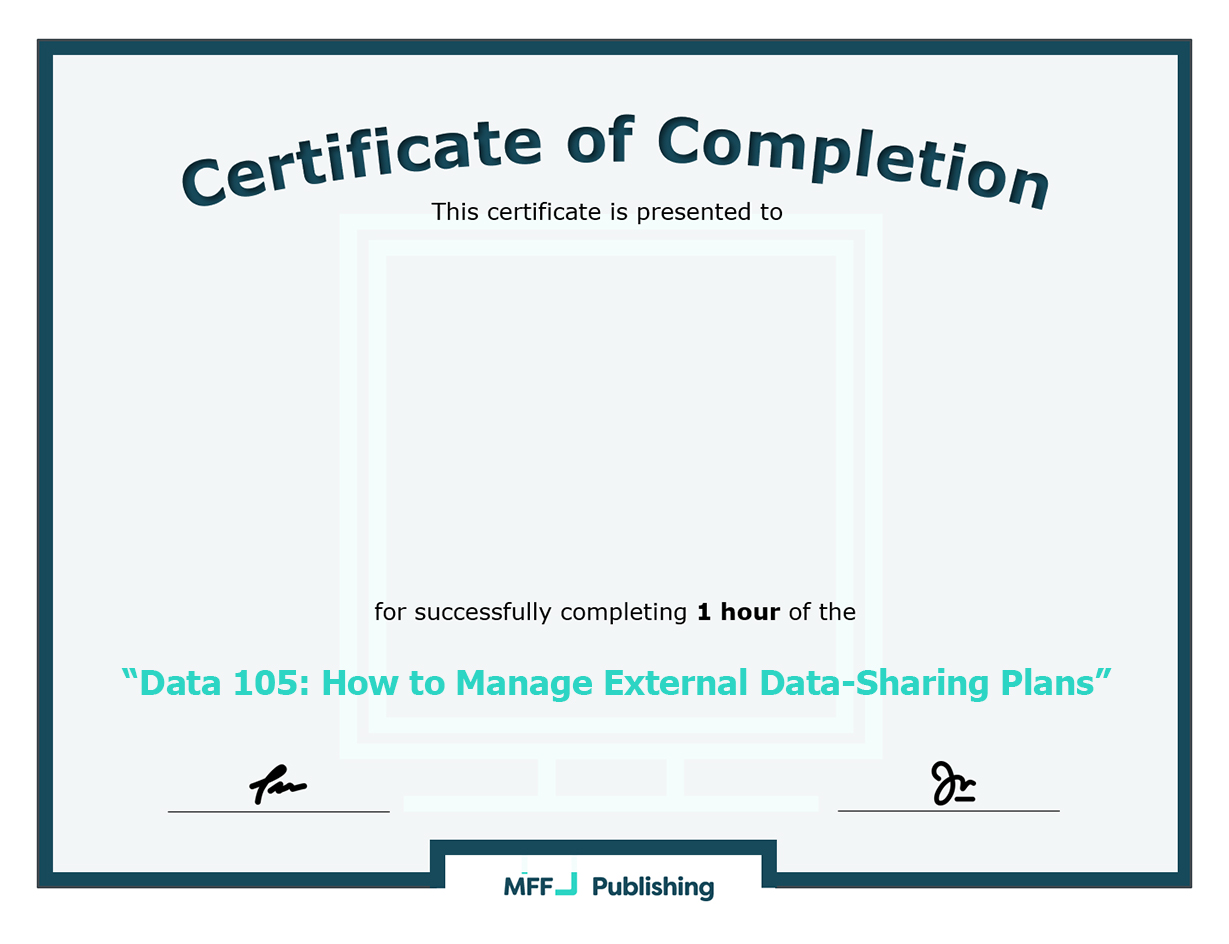 Certificate of Completion
This certificate is presented to
for successfully completing 1 hour of the
“Data 105: How to Manage External Data-Sharing Plans”
MFF Publishing